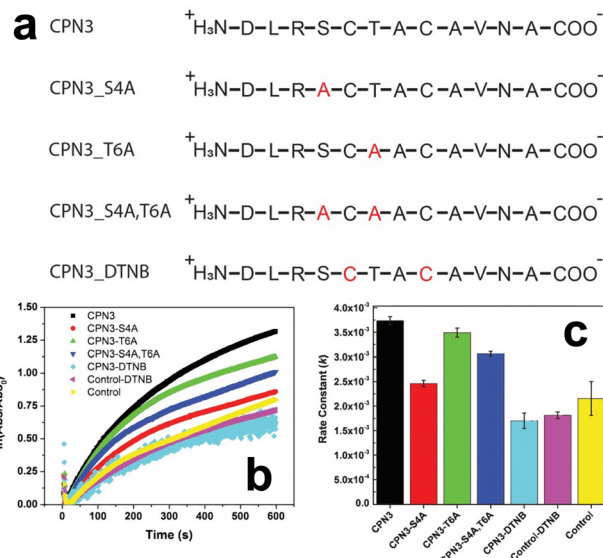 a
CPN3 +H₃N–D–L–R–S–C–T–A–C–A–V–N–A–COO⁻
CPN3_S4A +H₃N–D–L–R–A–C–T–A–C–A–V–N–A–COO⁻
CPN3_T6A +H₃N–D–L–R–S–C–A–A–C–A–V–N–A–COO⁻
CPN3_S4A,T6A +H₃N–D–L–R–A–C–A–A–C–A–V–N–A–COO⁻
CPN3_DTNB +H₃N–D–L–R–S–C–T–A–C–A–V–N–A–COO⁻
b
1.50
1.25
1.00
0.75
0.50
0.25
0.00
0 100 200 300 400 500 600
Time (s)
CPN3
CPN3-S4A
CPN3-T6A
CPN3-S4A,T6A
CPN3-DTNB
Control-DTNB
Control
c
Rate Constant (k)
4.0x10⁻³
3.5x10⁻³
3.0x10⁻³
2.5x10⁻³
2.0x10⁻³
1.5x10⁻³
1.0x10⁻³
5.0x10⁻⁴
0.0
CPN3
CPN3-S4A
CPN3-T6A
CPN3-S4A,T6A
CPN3-DTNB
Control-DTNB
Control